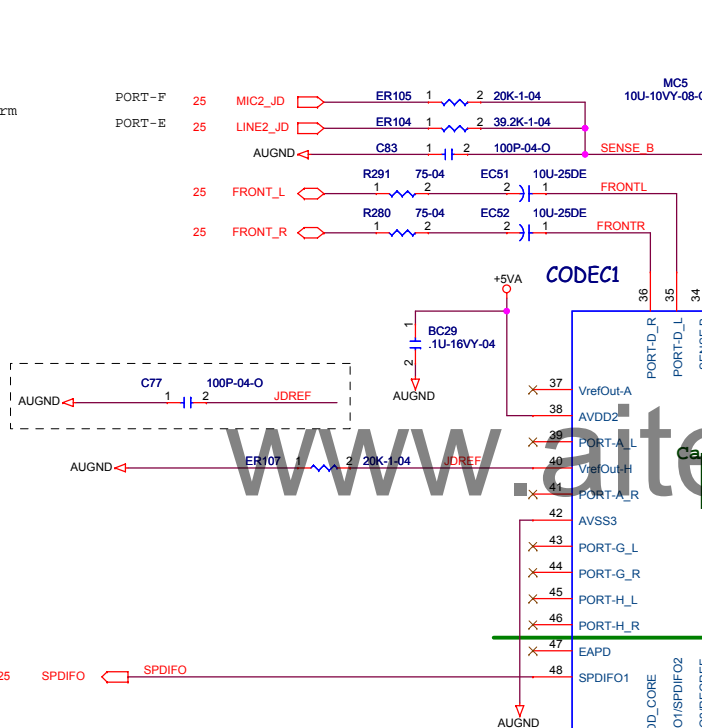 MC5
10U-10VY-08-
rm
PORT-F 25 MIC2_JD ER105 1 2 20K-1-04
PORT-E 25 LINE2_JD ER104 1 2 39.2K-1-04
AUGND C83 1 2 100P-04-O SENSE_B
R291 75-04 EC51 10U-25DE
25 FRONT_L 1 2 2 1 FRONTL
R280 75-04 EC52 10U-25DE
25 FRONT_R 1 2 2 1 FRONTR
+5VA CODEC1
36 35 34
PORT-D_R PORT-D_L
1 BC29
.1U-16VY-04
2
AUGND
C77 100P-04-O
AUGND 1 2 JDREF
37 VrefOut-A
38 AVDD2
39 PORT-A_L
www.aite
Ca
AUGND ER107 1 2 20K-1-04 JDREF 40 VrefOut-H
41 PORT-A_R
42 AVSS3
43 PORT-G_L
44 PORT-G_R
45 PORT-H_L
46 PORT-H_R
47 EAPD
25 SPDIFO SPDIFO 48 SPDIFO1
DD_CORE
O1/SPDIFO2
AUGND